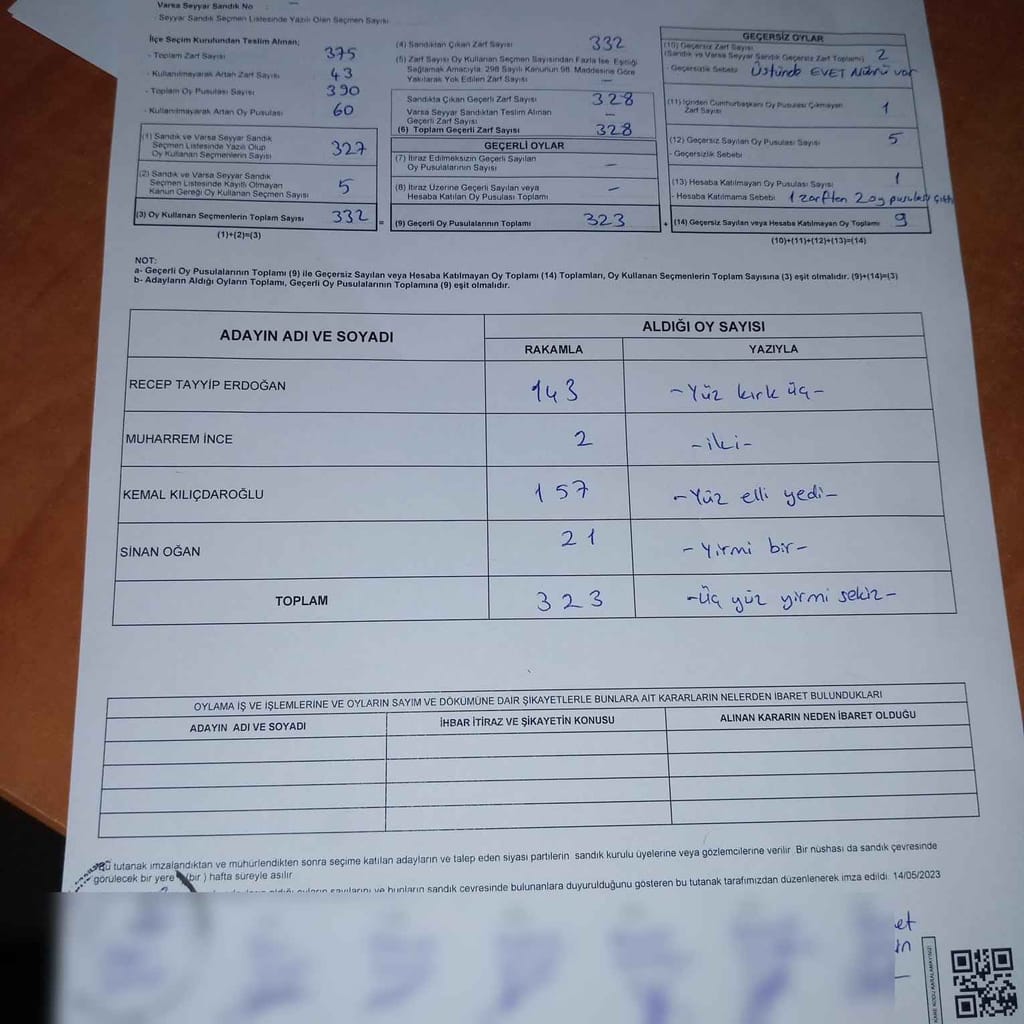 Varsa Seyyar Sandık No : —
- Seyyar Sandık Seçmen Listesinde Yazılı Olan Seçmen Sayısı
İlçe Seçim Kurulundan Teslim Alınan;
- Toplam Zarf Sayısı 375
- Kullanılmayarak Artan Zarf Sayısı 43
- Toplam Oy Pusulası Sayısı 390
- Kullanılmayarak Artan Oy Pusulası 60
(1) Sandık ve Varsa Seyyar Sandık
Seçmen Listesinde Yazılı Olup
Oy Kullanan Seçmenlerin Sayısı 327
(2) Sandık ve Varsa Seyyar Sandık
Seçmen Listesinde Kayıtlı Olmayan
Kanun Gereği Oy Kullanan Seçmen Sayısı 5
(3) Oy Kullanan Seçmenlerin Toplam Sayısı 332 =
(1)+(2)=(3)
(4) Sandıktan Çıkan Zarf Sayısı 332
(5) Zarf Sayısı Oy Kullanan Seçmen Sayısından Fazla İse, Eşitliği
Sağlamak Amacıyla, 298 Sayılı Kanunun 98. Maddesine Göre
Yakılarak Yok Edilen Zarf Sayısı —
Sandıkta Çıkan Geçerli Zarf Sayısı 328
Varsa Seyyar Sandıktan Teslim Alınan
Geçerli Zarf Sayısı —
(6) Toplam Geçerli Zarf Sayısı 328
GEÇERLİ OYLAR
(7) İtiraz Edilmeksizin Geçerli Sayılan
Oy Pusulalarının Sayısı —
(8) İtiraz Üzerine Geçerli Sayılan veya
Hesaba Katılan Oy Pusulası Toplamı —
(9) Geçerli Oy Pusulalarının Toplamı 323 +
GEÇERSİZ OYLAR
(10) Geçersiz Zarf Sayısı
(Sandık ve Varsa Seyyar Sandık Geçersiz Zarf Toplamı) 2
- Geçersizlik Sebebi Üstünde EVET Mührü var
(11) İçinden Cumhurbaşkanı Oy Pusulası Çıkmayan
Zarf Sayısı 1
(12) Geçersiz Sayılan Oy Pusulası Sayısı 5
- Geçersizlik Sebebi
(13) Hesaba Katılmayan Oy Pusulası Sayısı 1
- Hesaba Katılmama Sebebi 1 zarften 2 oy pusulası çıktı
(14) Geçersiz Sayılan veya Hesaba Katılmayan Oy Toplamı 9
(10)+(11)+(12)+(13)=(14)
NOT:
a- Geçerli Oy Pusulalarının Toplamı (9) ile Geçersiz Sayılan veya Hesaba Katılmayan Oy Toplamı (14) Toplamları, Oy Kullanan Seçmenlerin Toplam Sayısına (3) eşit olmalıdır. (9)+(14)=(3)
b- Adayların Aldığı Oyların Toplamı, Geçerli Oy Pusulalarının Toplamına (9) eşit olmalıdır.
ADAYIN ADI VE SOYADI ALDIĞI OY SAYISI
RAKAMLA YAZIYLA
RECEP TAYYİP ERDOĞAN 143 -Yüz kırk üç-
MUHARREM İNCE 2 -iki-
KEMAL KILIÇDAROĞLU 157 -Yüz elli yedi-
SİNAN OĞAN 21 -Yirmi bir-
TOPLAM 323 -Üç yüz yirmi sekiz-
OYLAMA İŞ VE İŞLEMLERİNE VE OYLARIN SAYIM VE DÖKÜMÜNE DAİR ŞİKAYETLERLE BUNLARA AİT KARARLARIN NELERDEN İBARET BULUNDUKLARI
ADAYIN ADI VE SOYADI İHBAR İTİRAZ VE ŞİKAYETİN KONUSU ALINAN KARARIN NEDEN İBARET OLDUĞU
Bu tutanak imzalandıktan ve mühürlendikten sonra seçime katılan adayların ve talep eden siyasi partilerin sandık kurulu üyelerine veya gözlemcilerine verilir. Bir nüshası da sandık çevresinde
görülecek bir yere (bir) hafta süreyle asılır.
aldığı oyların sayılarını ve bunların sandık çevresinde bulunanlara duyurulduğunu gösteren bu tutanak tarafımızdan düzenlenerek imza edildi. 14/05/2023